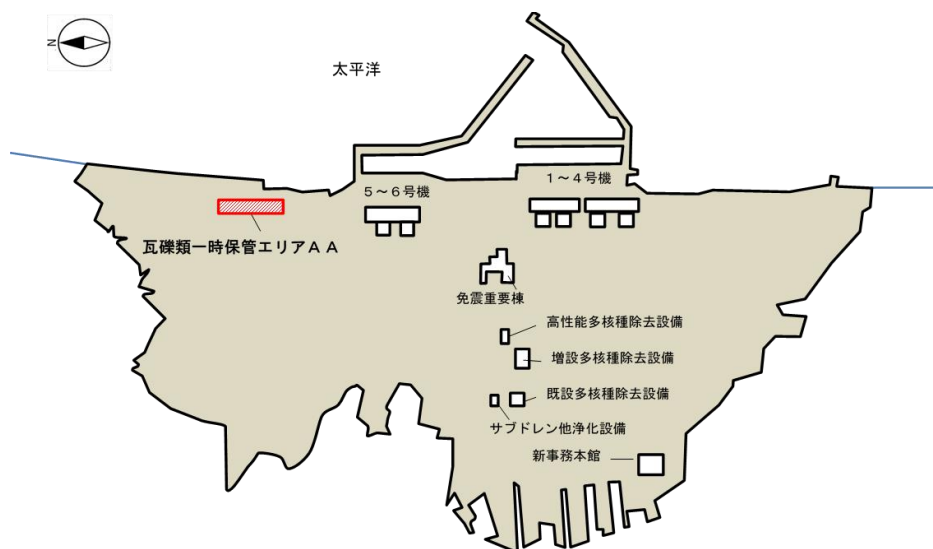 N
太平洋
5～6号機
1～4号機
瓦礫類一時保管エリアAA
免震重要棟
高性能多核種除去設備
増設多核種除去設備
既設多核種除去設備
サブドレン他浄化設備
新事務本館